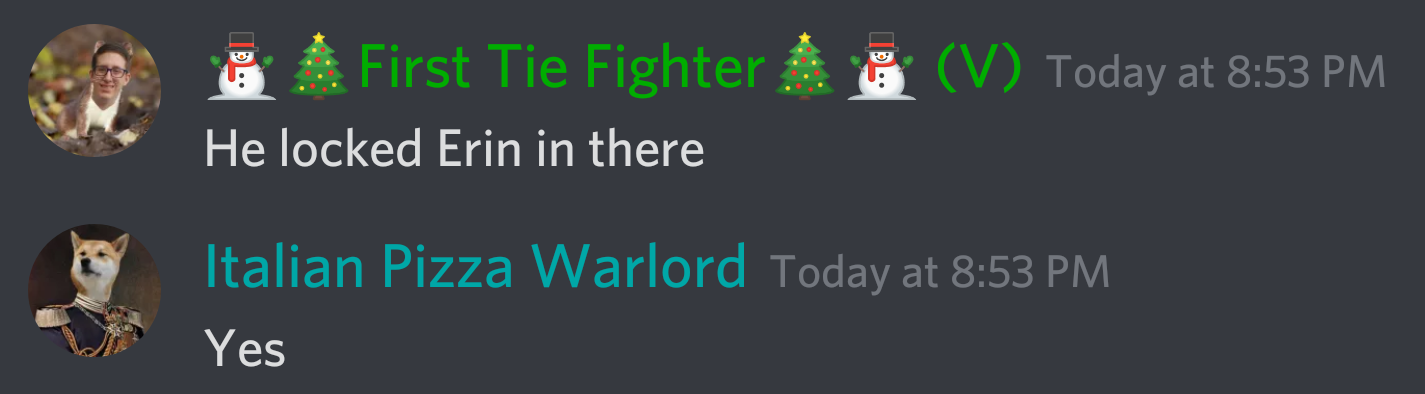 ☃️🎄First Tie Fighter🎄☃️ (V) Today at 8:53 PM
He locked Erin in there
Italian Pizza Warlord Today at 8:53 PM
Yes